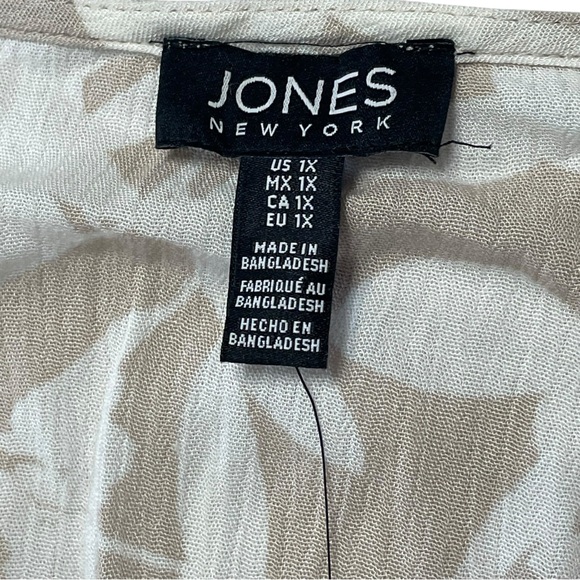 JONES
NEW YORK
US 1X
MX 1X
CA 1X
EU 1X
MADE IN
BANGLADESH
FABRIQUÉ AU
BANGLADESH
HECHO EN
BANGLADESH